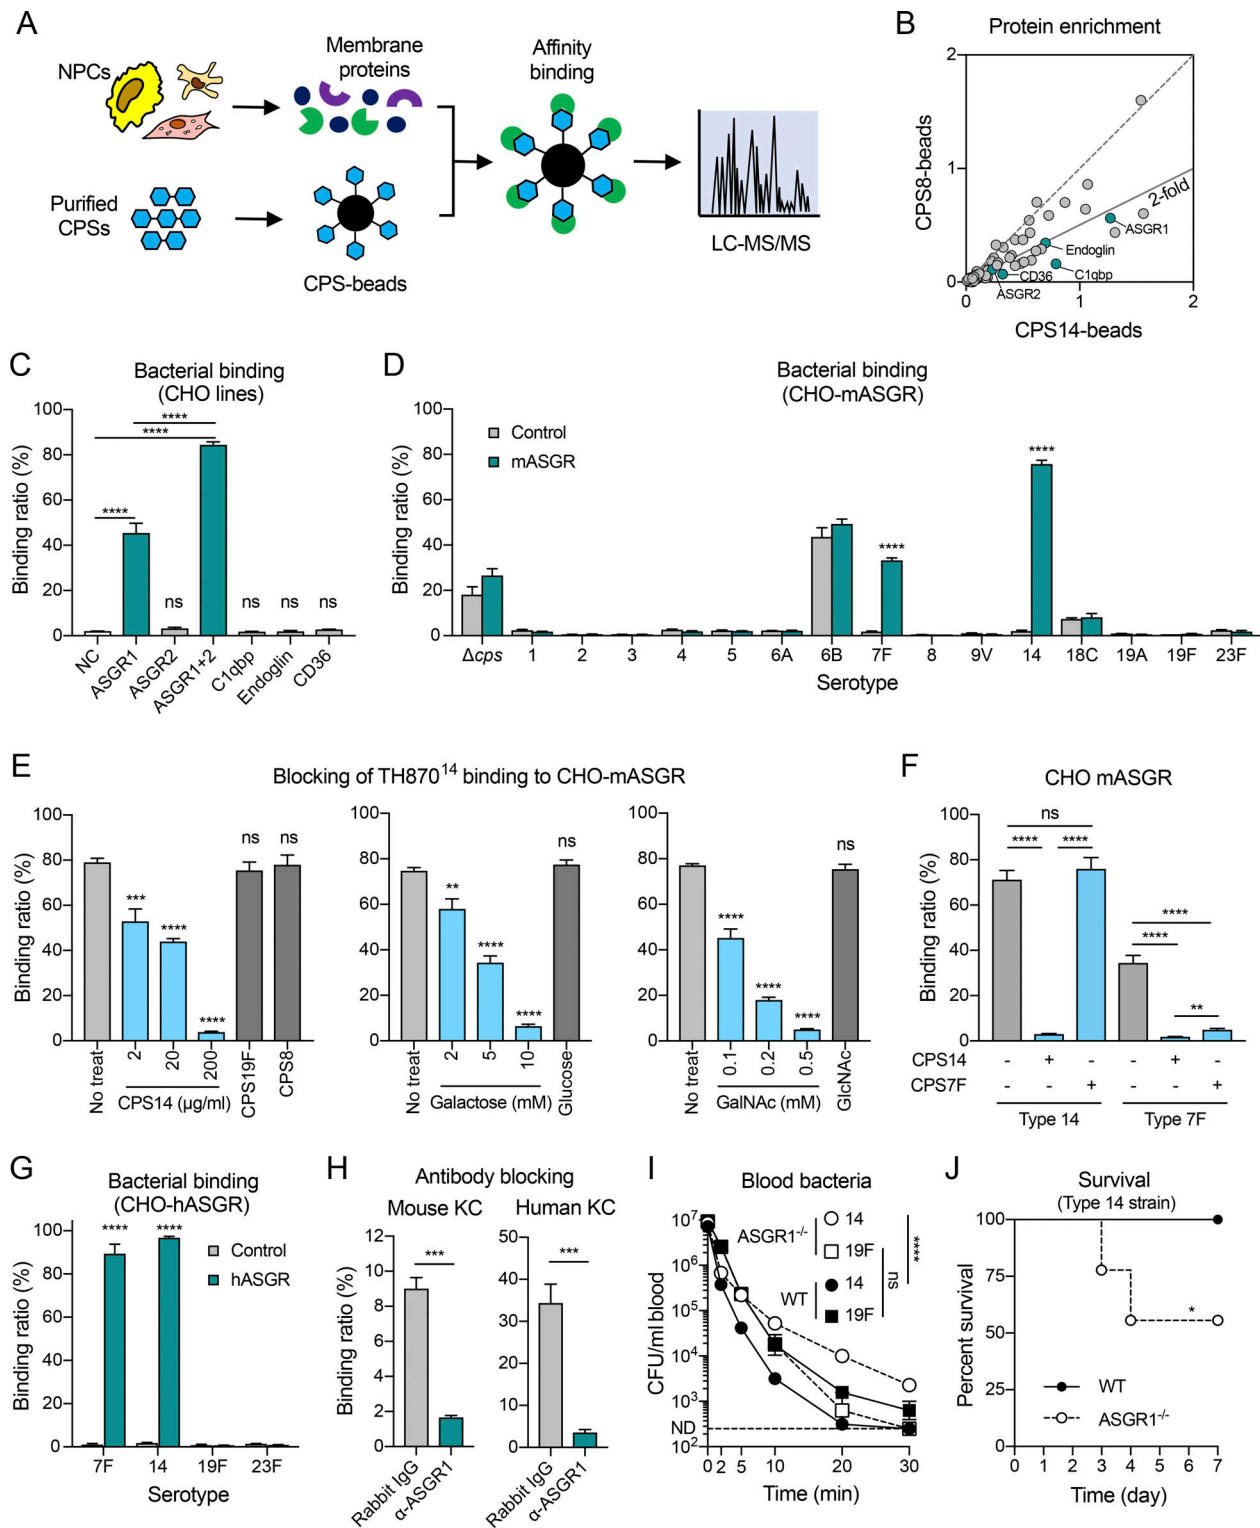 A
NPCs
Membrane
proteins
Affinity
binding
Purified
CPSs
CPS-beads
LC-MS/MS
B
Protein enrichment
CPS8-beads
2
1
0
0
1
2
2-fold
ASGR1
Endoglin
C1qbp
CD36
ASGR2
CPS14-beads
C
Bacterial binding
(CHO lines)
Binding ratio (%)
100
80
60
40
20
0
****
****
****
ns
ns
ns
ns
NC
ASGR1
ASGR2
ASGR1+2
C1qbp
Endoglin
CD36
D
Bacterial binding
(CHO-mASGR)
Binding ratio (%)
100
80
60
40
20
0
Control
mASGR
****
****
Δcps
1
2
3
4
5
6A
6B
7F
8
9V
14
18C
19A
19F
23F
Serotype
E
Blocking of TH870¹⁴ binding to CHO-mASGR
Binding ratio (%)
100
80
60
40
20
0
***
****
****
ns
ns
No treat
2
20
200
CPS19F
CPS8
CPS14 (µg/ml)
100
80
60
40
20
0
**
****
****
ns
No treat
2
5
10
Glucose
Galactose (mM)
100
80
60
40
20
0
****
****
****
ns
No treat
0.1
0.2
0.5
GlcNAc
GalNAc (mM)
F
CHO mASGR
Binding ratio (%)
100
80
60
40
20
0
ns
****
****
****
****
**
CPS14 - + - - + -
CPS7F - - + - - +
Type 14
Type 7F
G
Bacterial binding
(CHO-hASGR)
Binding ratio (%)
100
80
60
40
20
0
****
****
Control
hASGR
7F
14
19F
23F
Serotype
H
Antibody blocking
Mouse KC
Human KC
Binding ratio (%)
12
10
8
6
4
2
0
***
Rabbit IgG
α-ASGR1
50
40
30
20
10
0
***
Rabbit IgG
α-ASGR1
I
Blood bacteria
CFU/ml blood
10⁷
10⁶
10⁵
10⁴
10³
ND
10²
ASGR1⁻/⁻
14
19F
WT
14
19F
ns
****
0
2
5
10
20
30
Time (min)
J
Survival
(Type 14 strain)
Percent survival
100
75
50
25
0
*
WT
ASGR1⁻/⁻
0
1
2
3
4
5
6
7
Time (day)